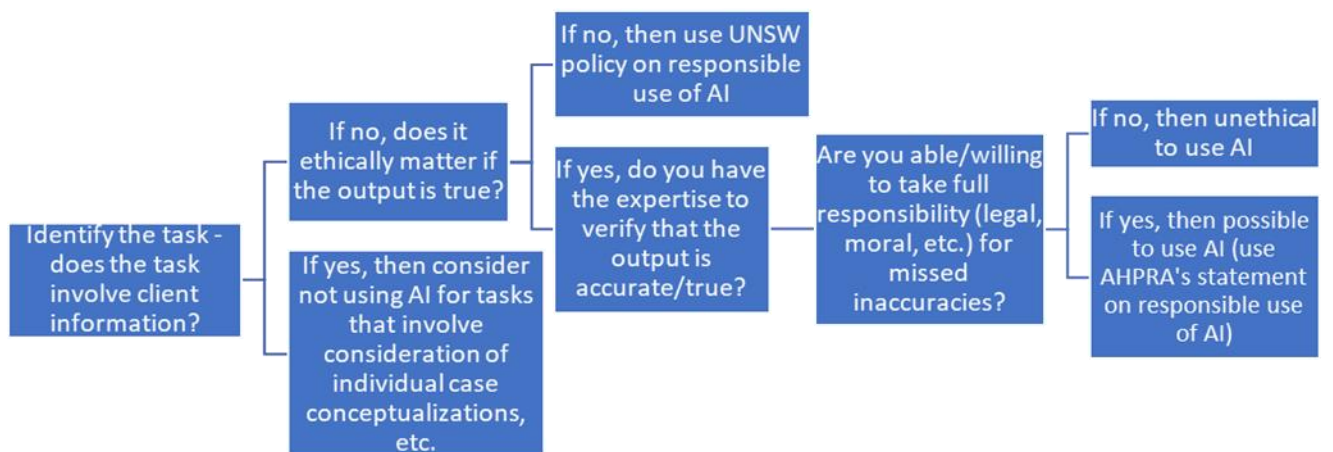 Identify the task -
does the task
involve client
information?
If no, does it
ethically matter if
the output is true?
If yes, then consider
not using AI for tasks
that involve
consideration of
individual case
conceptualizations,
etc.
If no, then use UNSW
policy on responsible
use of AI
If yes, do you have
the expertise to
verify that the
output is
accurate/true?
Are you able/willing
to take full
responsibility (legal,
moral, etc.) for
missed
inaccuracies?
If no, then unethical
to use AI
If yes, then possible
to use AI (use
AHPRA's statement
on responsible use
of AI)